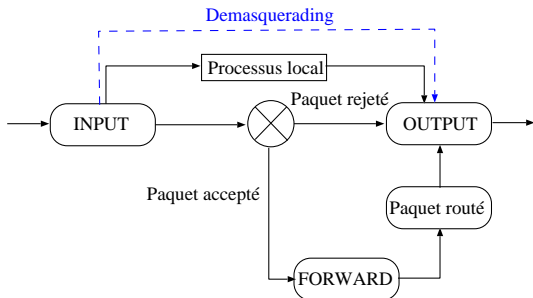 Demasquerading
Processus local
Paquet rejeté
INPUT
OUTPUT
Paquet accepté
Paquet routé
FORWARD